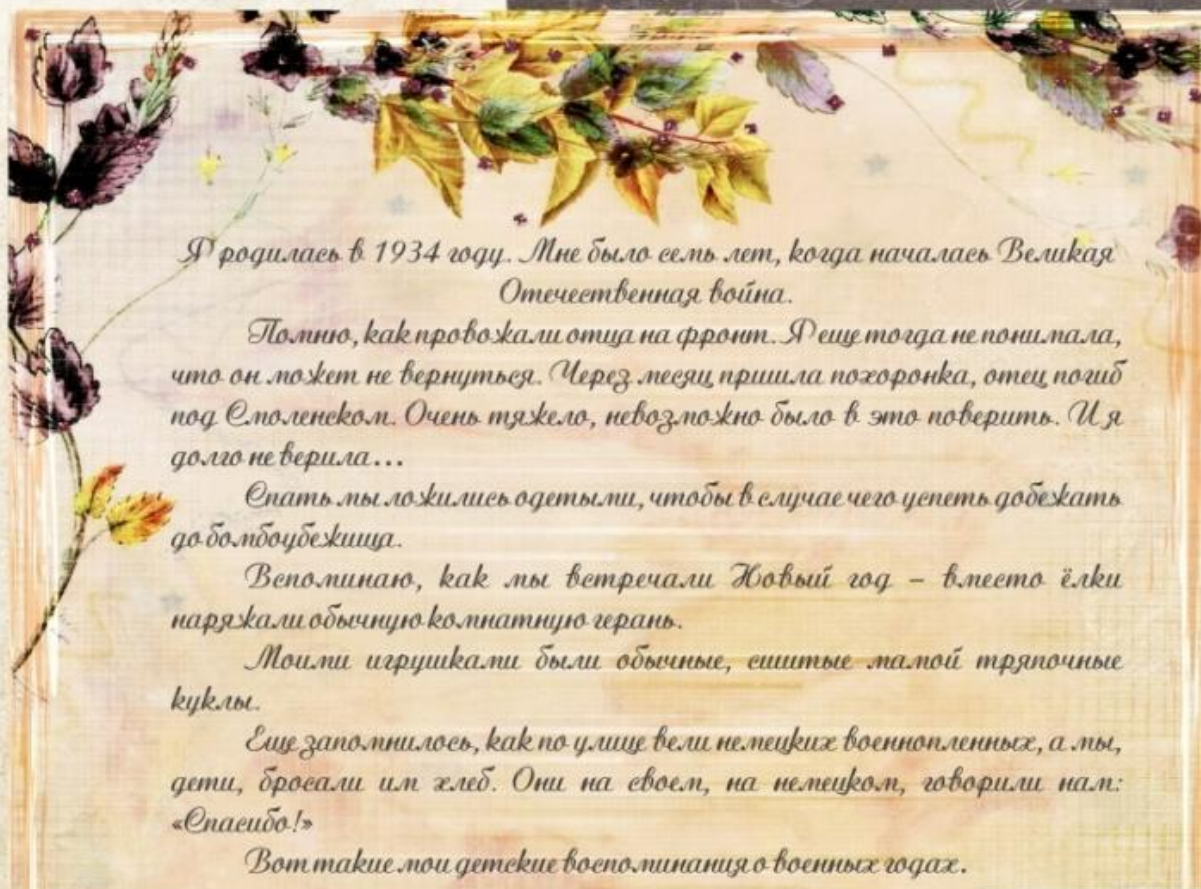 Я родилась в 1934 году. Мне было семь лет, когда началась Великая
Отечественная война.
Помню, как провожали отца на фронт. Я еще тогда не понимала,
что он может не вернуться. Через месяц пришла похоронка, отец погиб
под Смоленском. Очень тяжело, невозможно было в это поверить. И я
долго не верила...
Спать мы ложились одетыми, чтобы в случае чего успеть добежать
до бомбоубежища.
Вспоминаю, как мы встречали Новый год – вместо ёлки
наряжали обычную комнатную герань.
Моими игрушками были обычные, сшитые мамой тряпочные
куклы.
Еще запомнилось, как по улице вели немецких военнопленных, а мы,
дети, бросали им хлеб. Они на своем, на немецком, говорили нам:
«Спасибо!»
Вот такие мои детские воспоминания о военных годах.